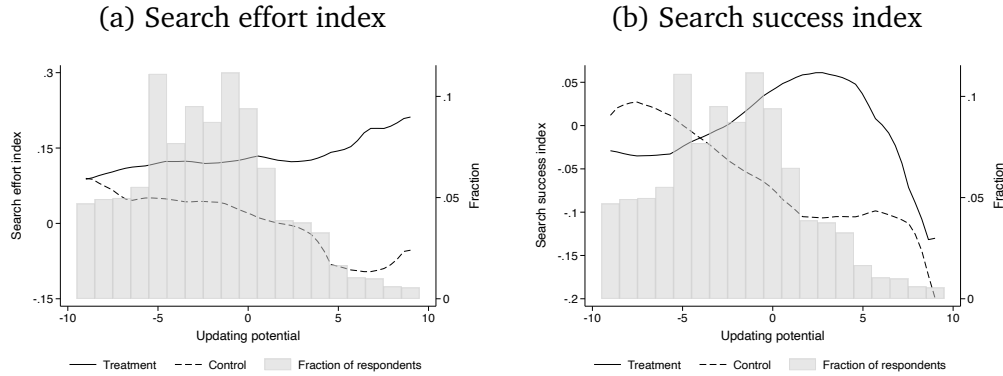 (a) Search effort index
.3
.15
0
-.15
Search effort index
.1
.05
0
Fraction
-10 -5 0 5 10
Updating potential
Treatment Control Fraction of respondents
(b) Search success index
.05
0
-.05
-.1
-.15
-.2
Search success index
.1
.05
0
Fraction
-10 -5 0 5 10
Updating potential
Treatment Control Fraction of respondents